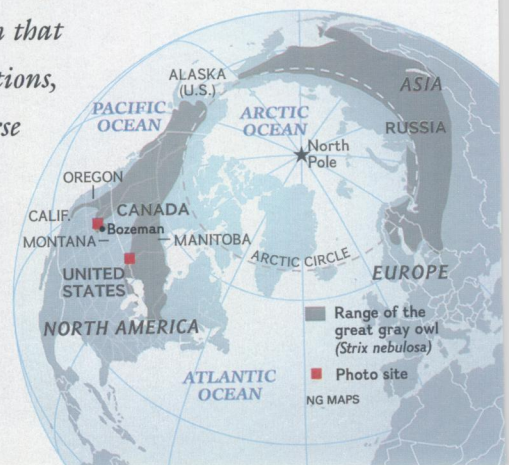 that
tions,
rse
ALASKA
(U.S.)
PACIFIC
OCEAN
ARCTIC
OCEAN
ASIA
RUSSIA
North
Pole
OREGON
CALIF.
CANADA
Bozeman
MONTANA
MANITOBA
ARCTIC CIRCLE
UNITED
STATES
EUROPE
NORTH AMERICA
Range of the
great gray owl
(Strix nebulosa)
ATLANTIC
OCEAN
Photo site
NG MAPS